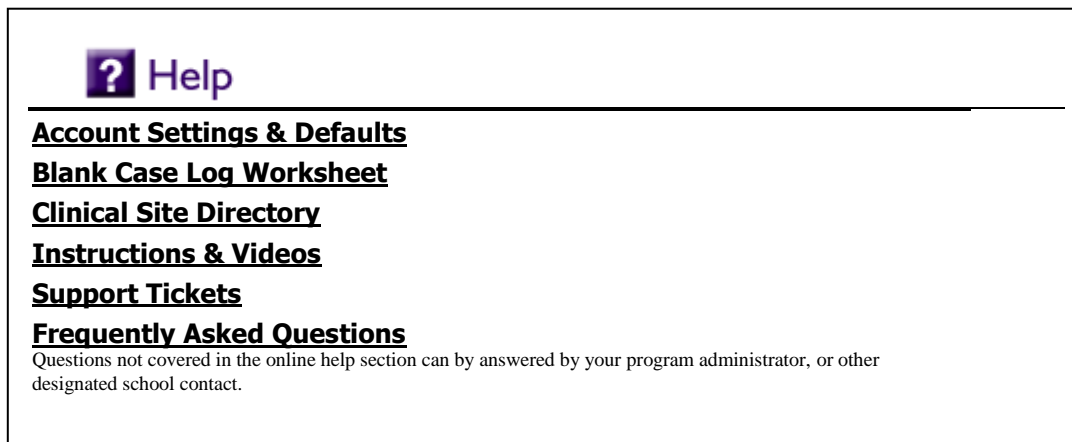 ? Help
Account Settings & Defaults
Blank Case Log Worksheet
Clinical Site Directory
Instructions & Videos
Support Tickets
Frequently Asked Questions
Questions not covered in the online help section can by answered by your program administrator, or other
designated school contact.